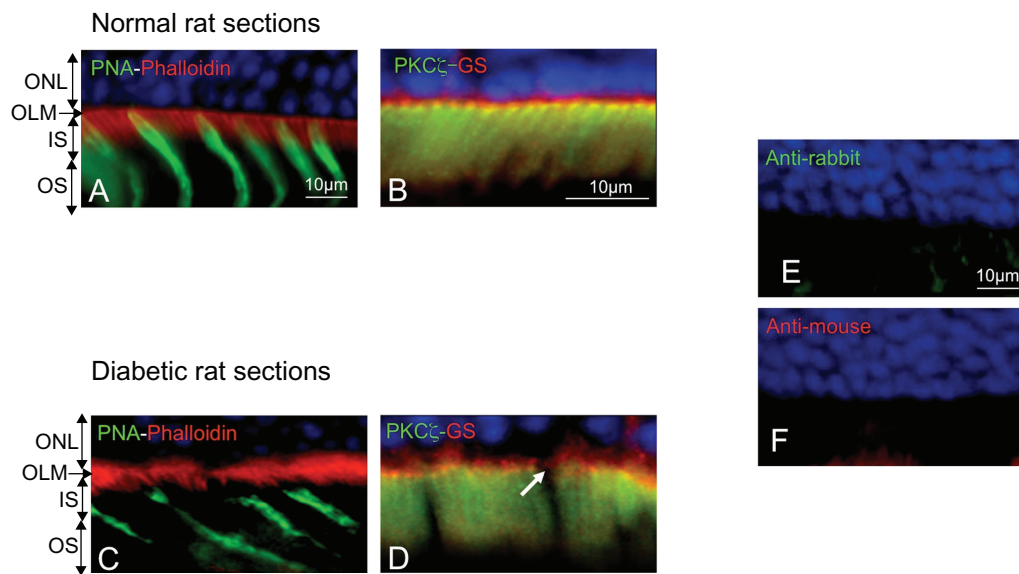 Normal rat sections
ONL
OLM
IS
OS
PNA-Phalloidin
A
10µm
PKCζ-GS
B
10µm
Anti-rabbit
E
10µm
Anti-mouse
F
Diabetic rat sections
ONL
OLM
IS
OS
PNA-Phalloidin
C
PKCζ-GS
D